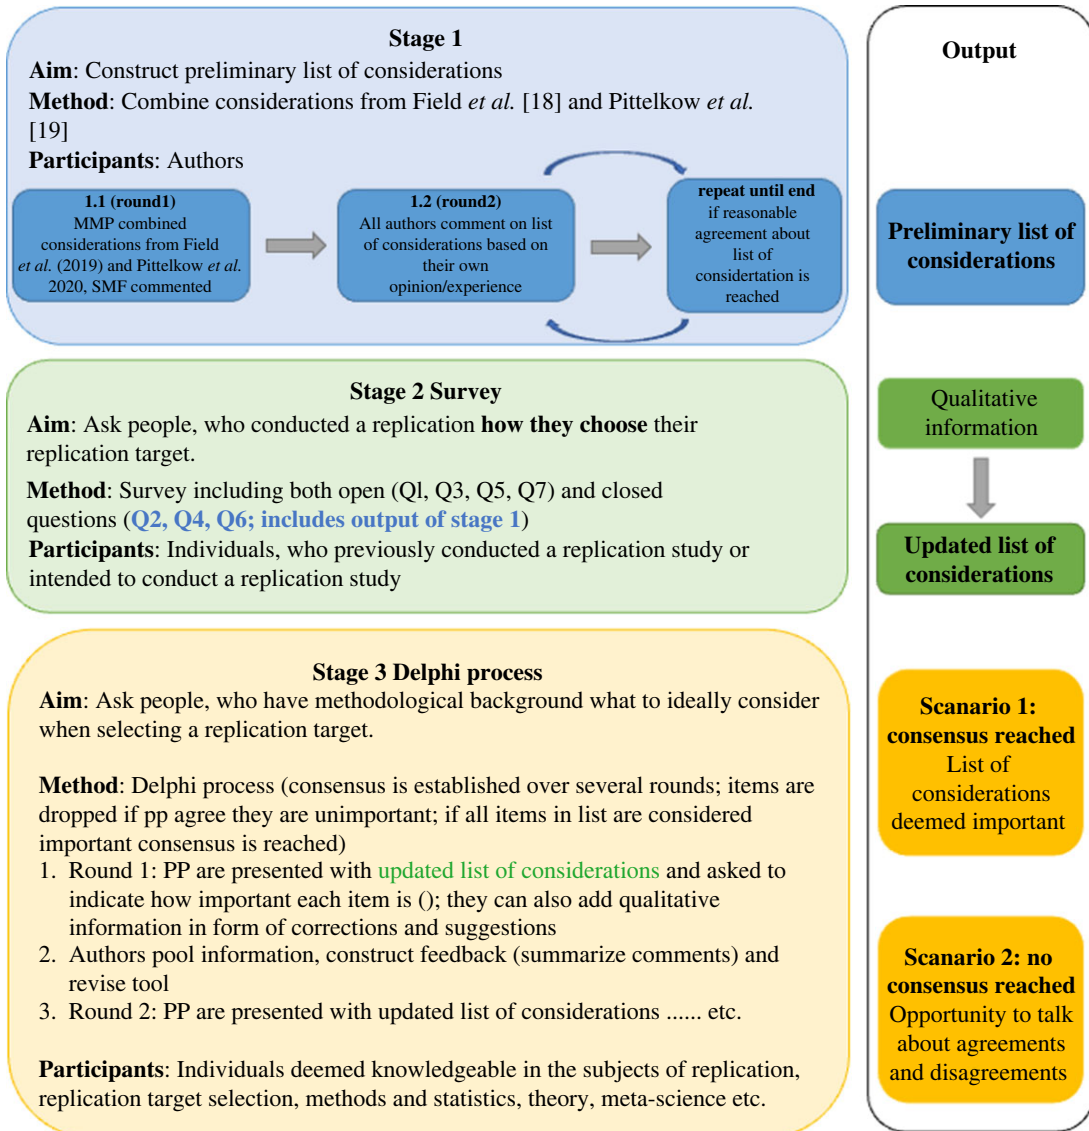 Stage 1
Aim: Construct preliminary list of considerations
Method: Combine considerations from Field et al. [18] and Pittelkow et al.
[19]
Participants: Authors
1.1 (round1)
MMP combined
considerations from Field
et al. (2019) and Pittelkow et al.
2020, SMF commented
1.2 (round2)
All authors comment on list
of considerations based on
their own
opinion/experience
repeat until end
if reasonable
agreement about
list of
considertation is
reached
Stage 2 Survey
Aim: Ask people, who conducted a replication how they choose their
replication target.
Method: Survey including both open (Ql, Q3, Q5, Q7) and closed
questions (Q2, Q4, Q6; includes output of stage 1)
Participants: Individuals, who previously conducted a replication study or
intended to conduct a replication study
Stage 3 Delphi process
Aim: Ask people, who have methodological background what to ideally consider
when selecting a replication target.
Method: Delphi process (consensus is established over several rounds; items are
dropped if pp agree they are unimportant; if all items in list are considered
important consensus is reached)
1. Round 1: PP are presented with updated list of considerations and asked to
indicate how important each item is (); they can also add qualitative
information in form of corrections and suggestions
2. Authors pool information, construct feedback (summarize comments) and
revise tool
3. Round 2: PP are presented with updated list of considerations ...... etc.
Participants: Individuals deemed knowledgeable in the subjects of replication,
replication target selection, methods and statistics, theory, meta-science etc.
Output
Preliminary list of
considerations
Qualitative
information
Updated list of
considerations
Scanario 1:
consensus reached
List of
considerations
deemed important
Scanario 2: no
consensus reached
Opportunity to talk
about agreements
and disagreements